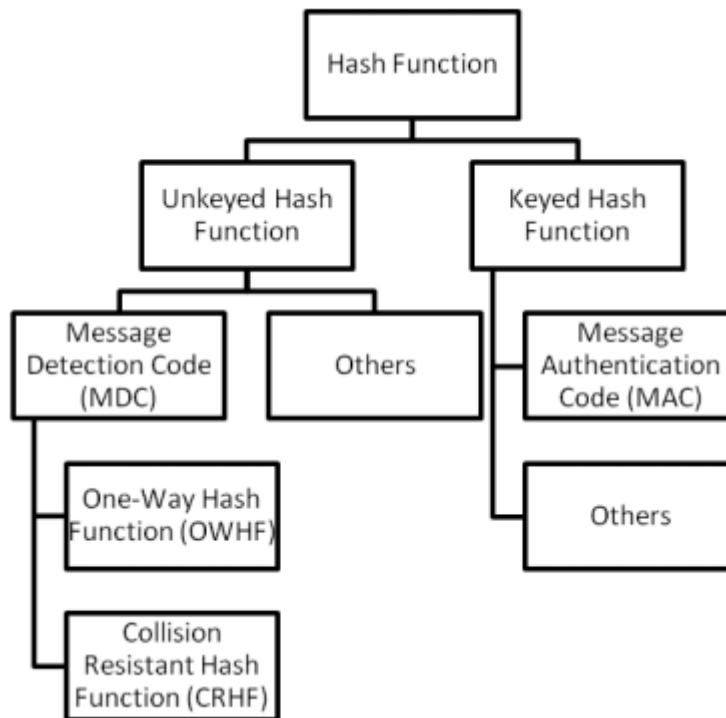 Hash Function
Unkeyed Hash
Function
Keyed Hash
Function
Message
Detection Code
(MDC)
Others
Message
Authentication
Code (MAC)
One-Way Hash
Function (OWHF)
Others
Collision
Resistant Hash
Function (CRHF)